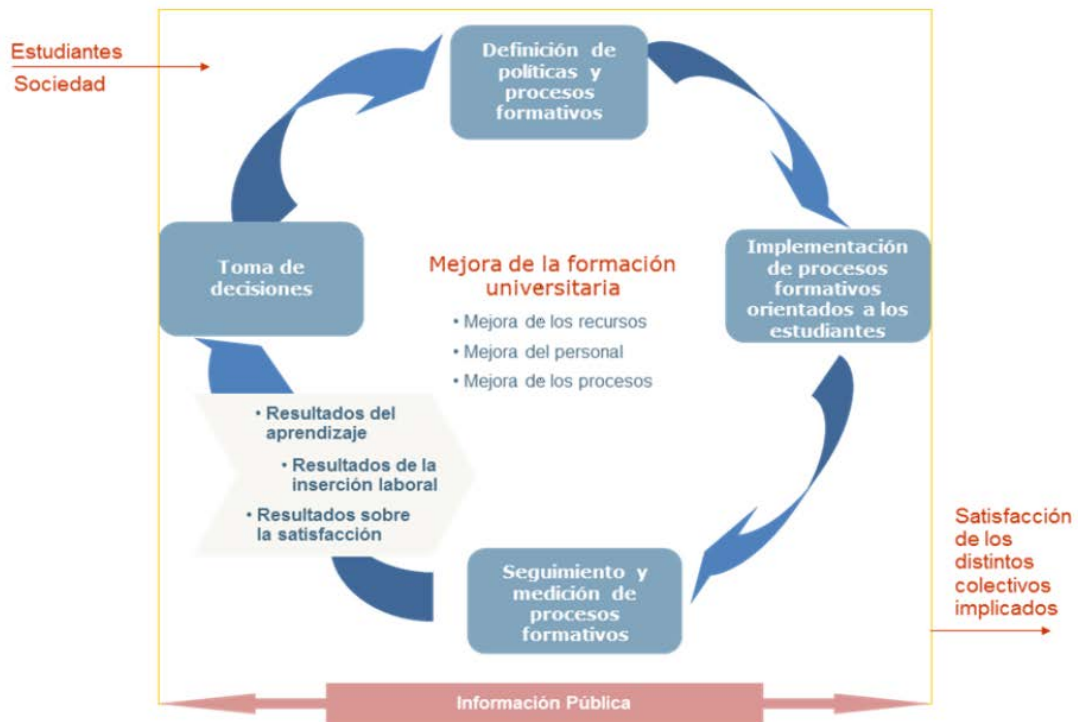 Estudiantes
Sociedad
Definición de
políticas y
procesos
formativos
Implementación
de procesos
formativos
orientados a los
estudiantes
Toma de
decisiones
Mejora de la formación
universitaria
• Mejora de los recursos
• Mejora del personal
• Mejora de los procesos
• Resultados del
aprendizaje
• Resultados de la
inserción laboral
• Resultados sobre
la satisfacción
Seguimiento y
medición de
procesos
formativos
Satisfacción
de los
distintos
colectivos
implicados
Información Pública